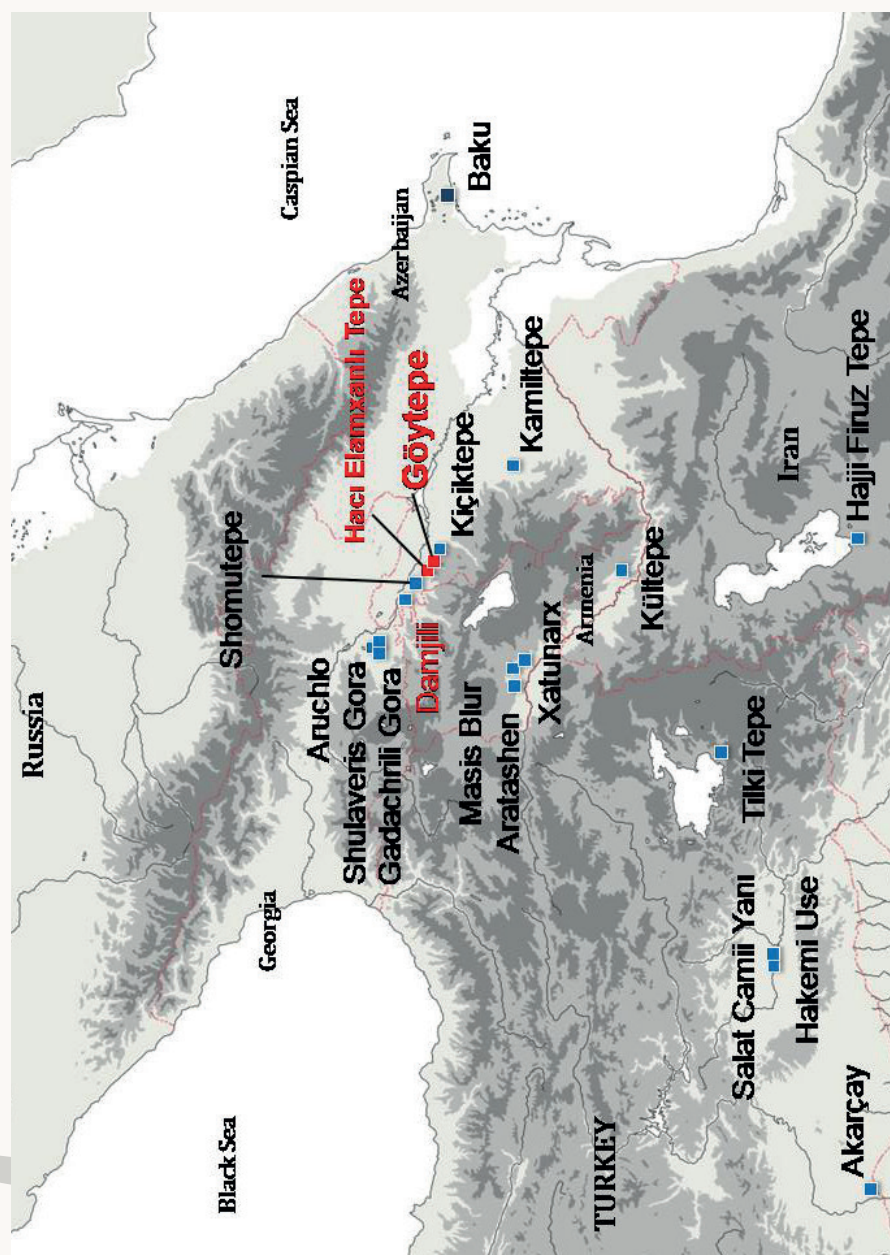 Russia
Caspian Sea
Georgia
Black Sea
Shomutepe
Azerbaijan
Hacı Elamxanlı Tepe
Göytepe
Baku
Aruchlo
Shulaveris Gora
Gadachrili Gora
Damjilli
Kiçiktepe
Kamiltepe
Masis Blur
Aratashen
Xatunarx
Armenia
Kültepe
TURKEY
Tilki Tepe
Iran
Salat Camii Yanı
Hakemi Use
Hajji Firuz Tepe
Akarçay